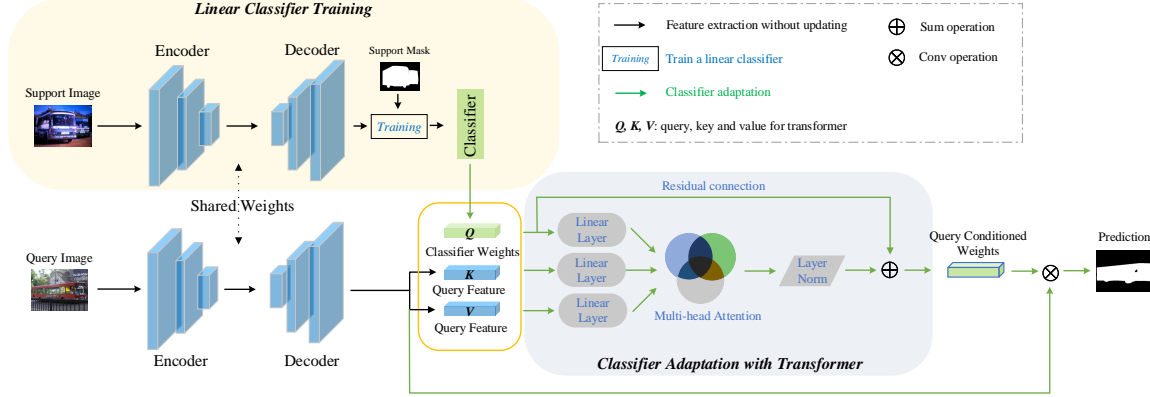 Linear Classifier Training
Encoder
Decoder
Support Mask
Support Image
Training
Classifier
Feature extraction without updating
Training
Train a linear classifier
Classifier adaptation
Q, K, V: query, key and value for transformer
Sum operation
Conv operation
Shared Weights
Query Image
Encoder
Decoder
Q
Classifier Weights
K
Query Feature
V
Query Feature
Residual connection
Linear
Layer
Linear
Layer
Linear
Layer
Multi-head Attention
Layer
Norm
Query Conditioned
Weights
Prediction
Classifier Adaptation with Transformer